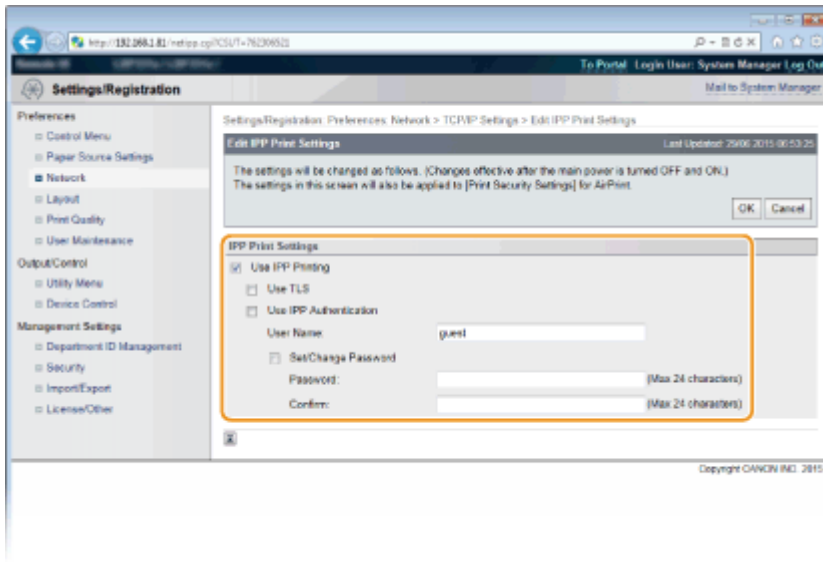 http://192.168.1.81/netipp.cgi?CSUT=762306521
To Portal Login User: System Manager Log Ou
Settings/Registration
Mail to System Manager
Preferences
Control Menu
Paper Source Settings
Network
Layout
Print Quality
User Maintenance
Output/Control
Utility Menu
Device Control
Management Settings
Department ID Management
Security
Import/Export
License/Other
Settings/Registration: Preferences: Network > TCP/IP Settings > Edit IPP Print Settings
Edit IPP Print Settings
Last Updated: 29/06 2015 06:53:25
The settings will be changed as follows. (Changes effective after the main power is turned OFF and ON.)
The settings in this screen will also be applied to [Print Security Settings] for AirPrint.
OK Cancel
IPP Print Settings
Use IPP Printing
Use TLS
Use IPP Authentication
User Name: guest
Set/Change Password
Password: (Max 24 characters)
Confirm: (Max 24 characters)
Copyright CANON INC. 2015